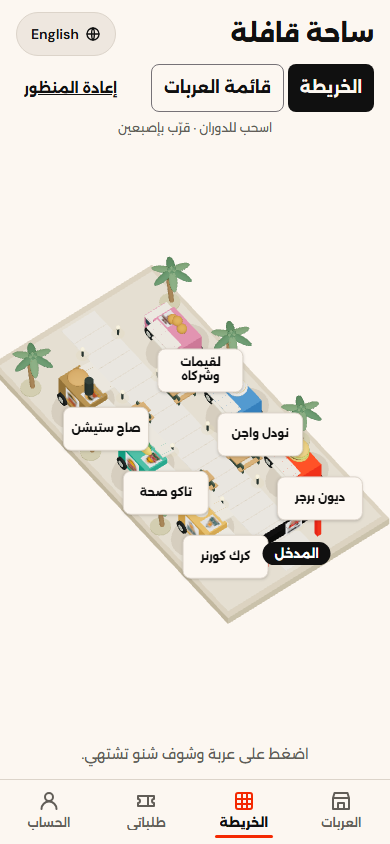 ساحة قافلة
English
الخريطة
قائمة العربات
إعادة المنظور
اسحب للدوران · قرّب بإصبعين
لقيمات
وشركاه
صاج ستيشن
نودل واجن
تاكو صحة
ديون برجر
كرك كورنر
المدخل
اضغط على عربة وشوف شنو تشتهي.
العربات
الخريطة
طلباتي
الحساب